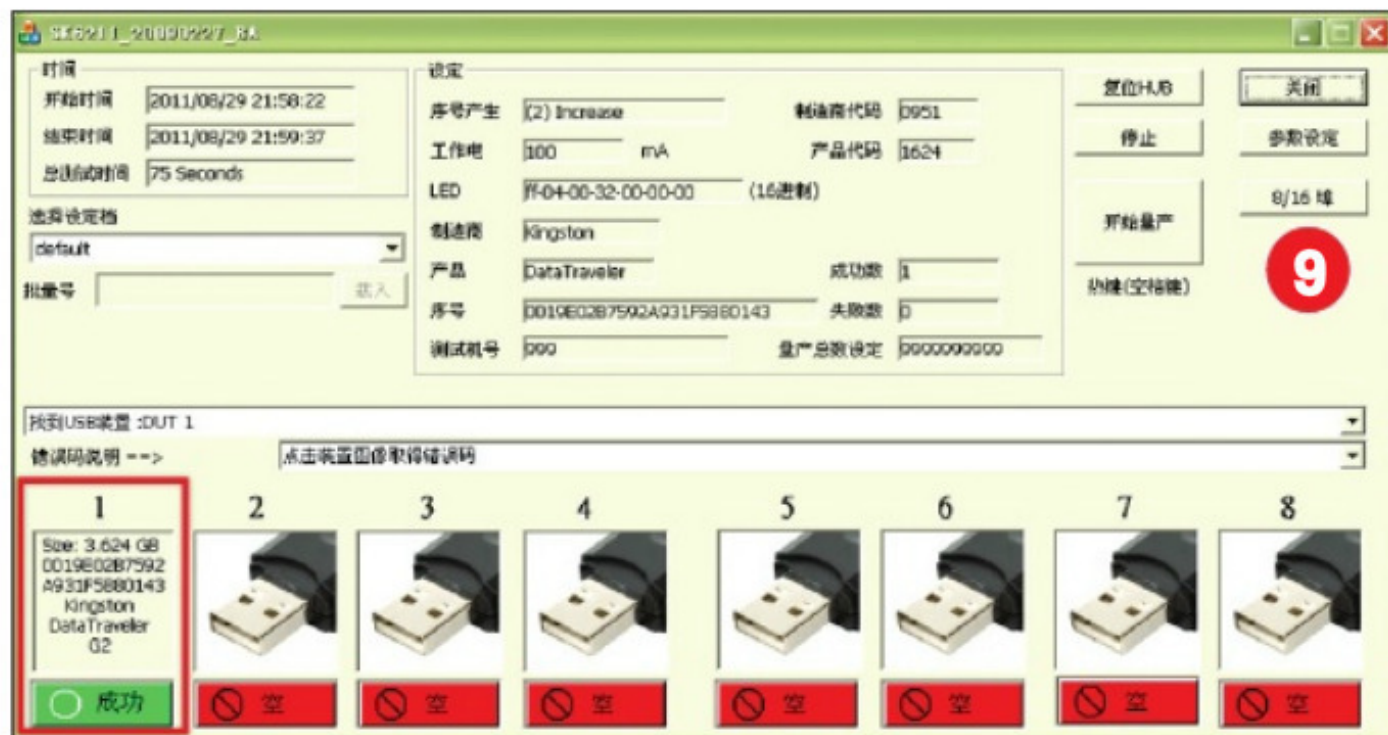 SK6211_20090227_BA
时间
开始时间 2011/08/29 21:58:22
结束时间 2011/08/29 21:59:37
总测试时间 75 Seconds
选择设定档
default
批量号 载入
设定
序号产生 (2) Increase 制造商代码 0951
工作电 100 mA 产品代码 1624
LED ff-04-00-32-00-00-00 (16进制)
制造商 Kingston
产品 DataTraveler 成功数 1
序号 0019E02B7592A931F5880143 失败数 0
测试机号 999 量产总数设定 9999999999
复位HUB 关闭
停止 参数设定
开始量产 8/16 埠
热键(空格键)
9
找到USB装置 :DUT 1
错误码说明 --> 点击装置图像取得错误码
1 2 3 4 5 6 7 8
Size: 3.624 GB
0019E02B7592
A931F5880143
Kingston
DataTraveler
G2
成功 空 空 空 空 空 空 空